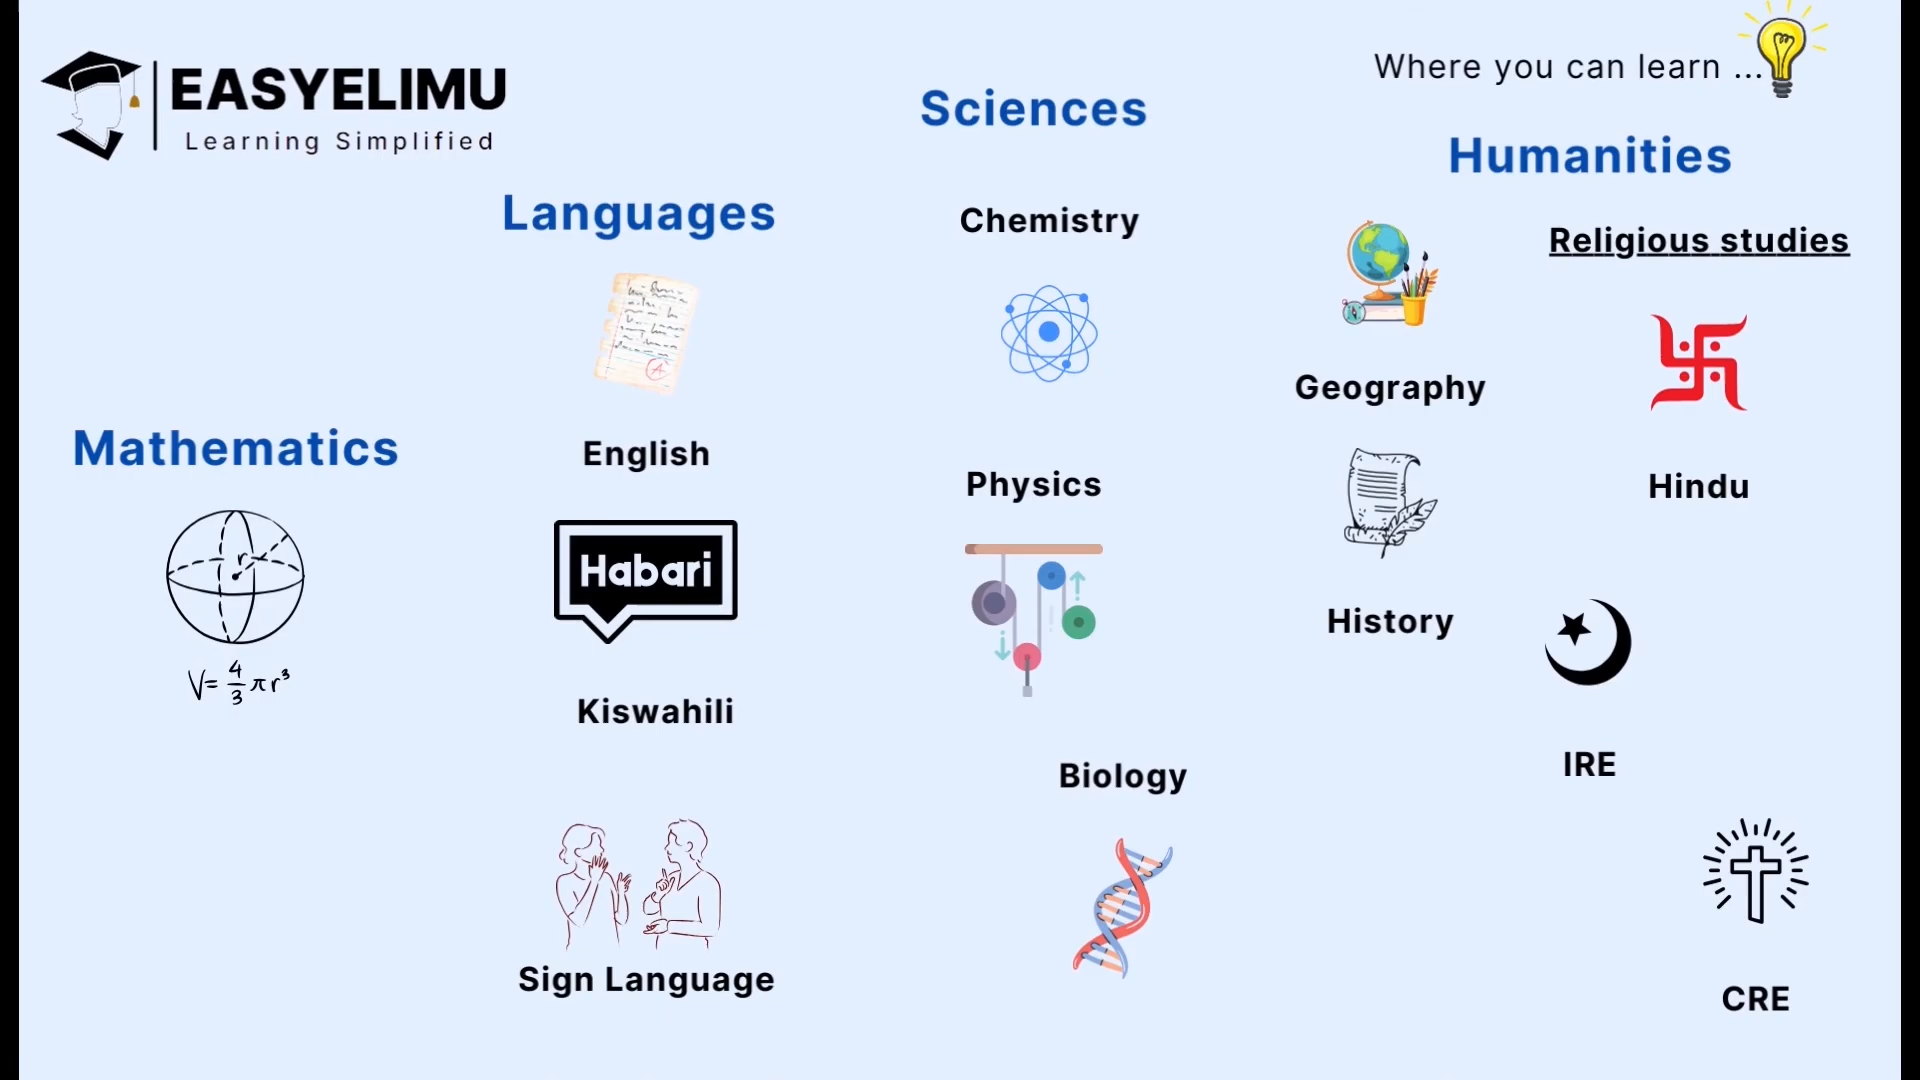 EASYELIMU
Learning Simplified
Where you can learn ...
Mathematics
r
V= 4/3 πr³
Languages
English
Habari
Kiswahili
Sign Language
Sciences
Chemistry
Physics
Biology
Humanities
Geography
History
Religious studies
Hindu
IRE
CRE